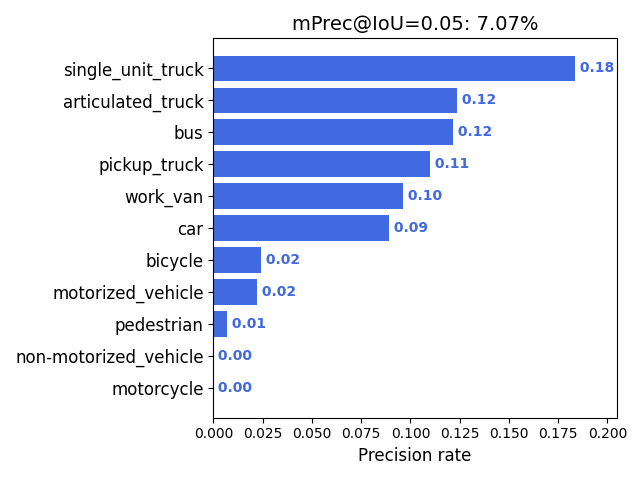 mPrec@IoU=0.05: 7.07%
single_unit_truck 0.18
articulated_truck 0.12
bus 0.12
pickup_truck 0.11
work_van 0.10
car 0.09
bicycle 0.02
motorized_vehicle 0.02
pedestrian 0.01
non-motorized_vehicle 0.00
motorcycle 0.00
0.000 0.025 0.050 0.075 0.100 0.125 0.150 0.175 0.200
Precision rate